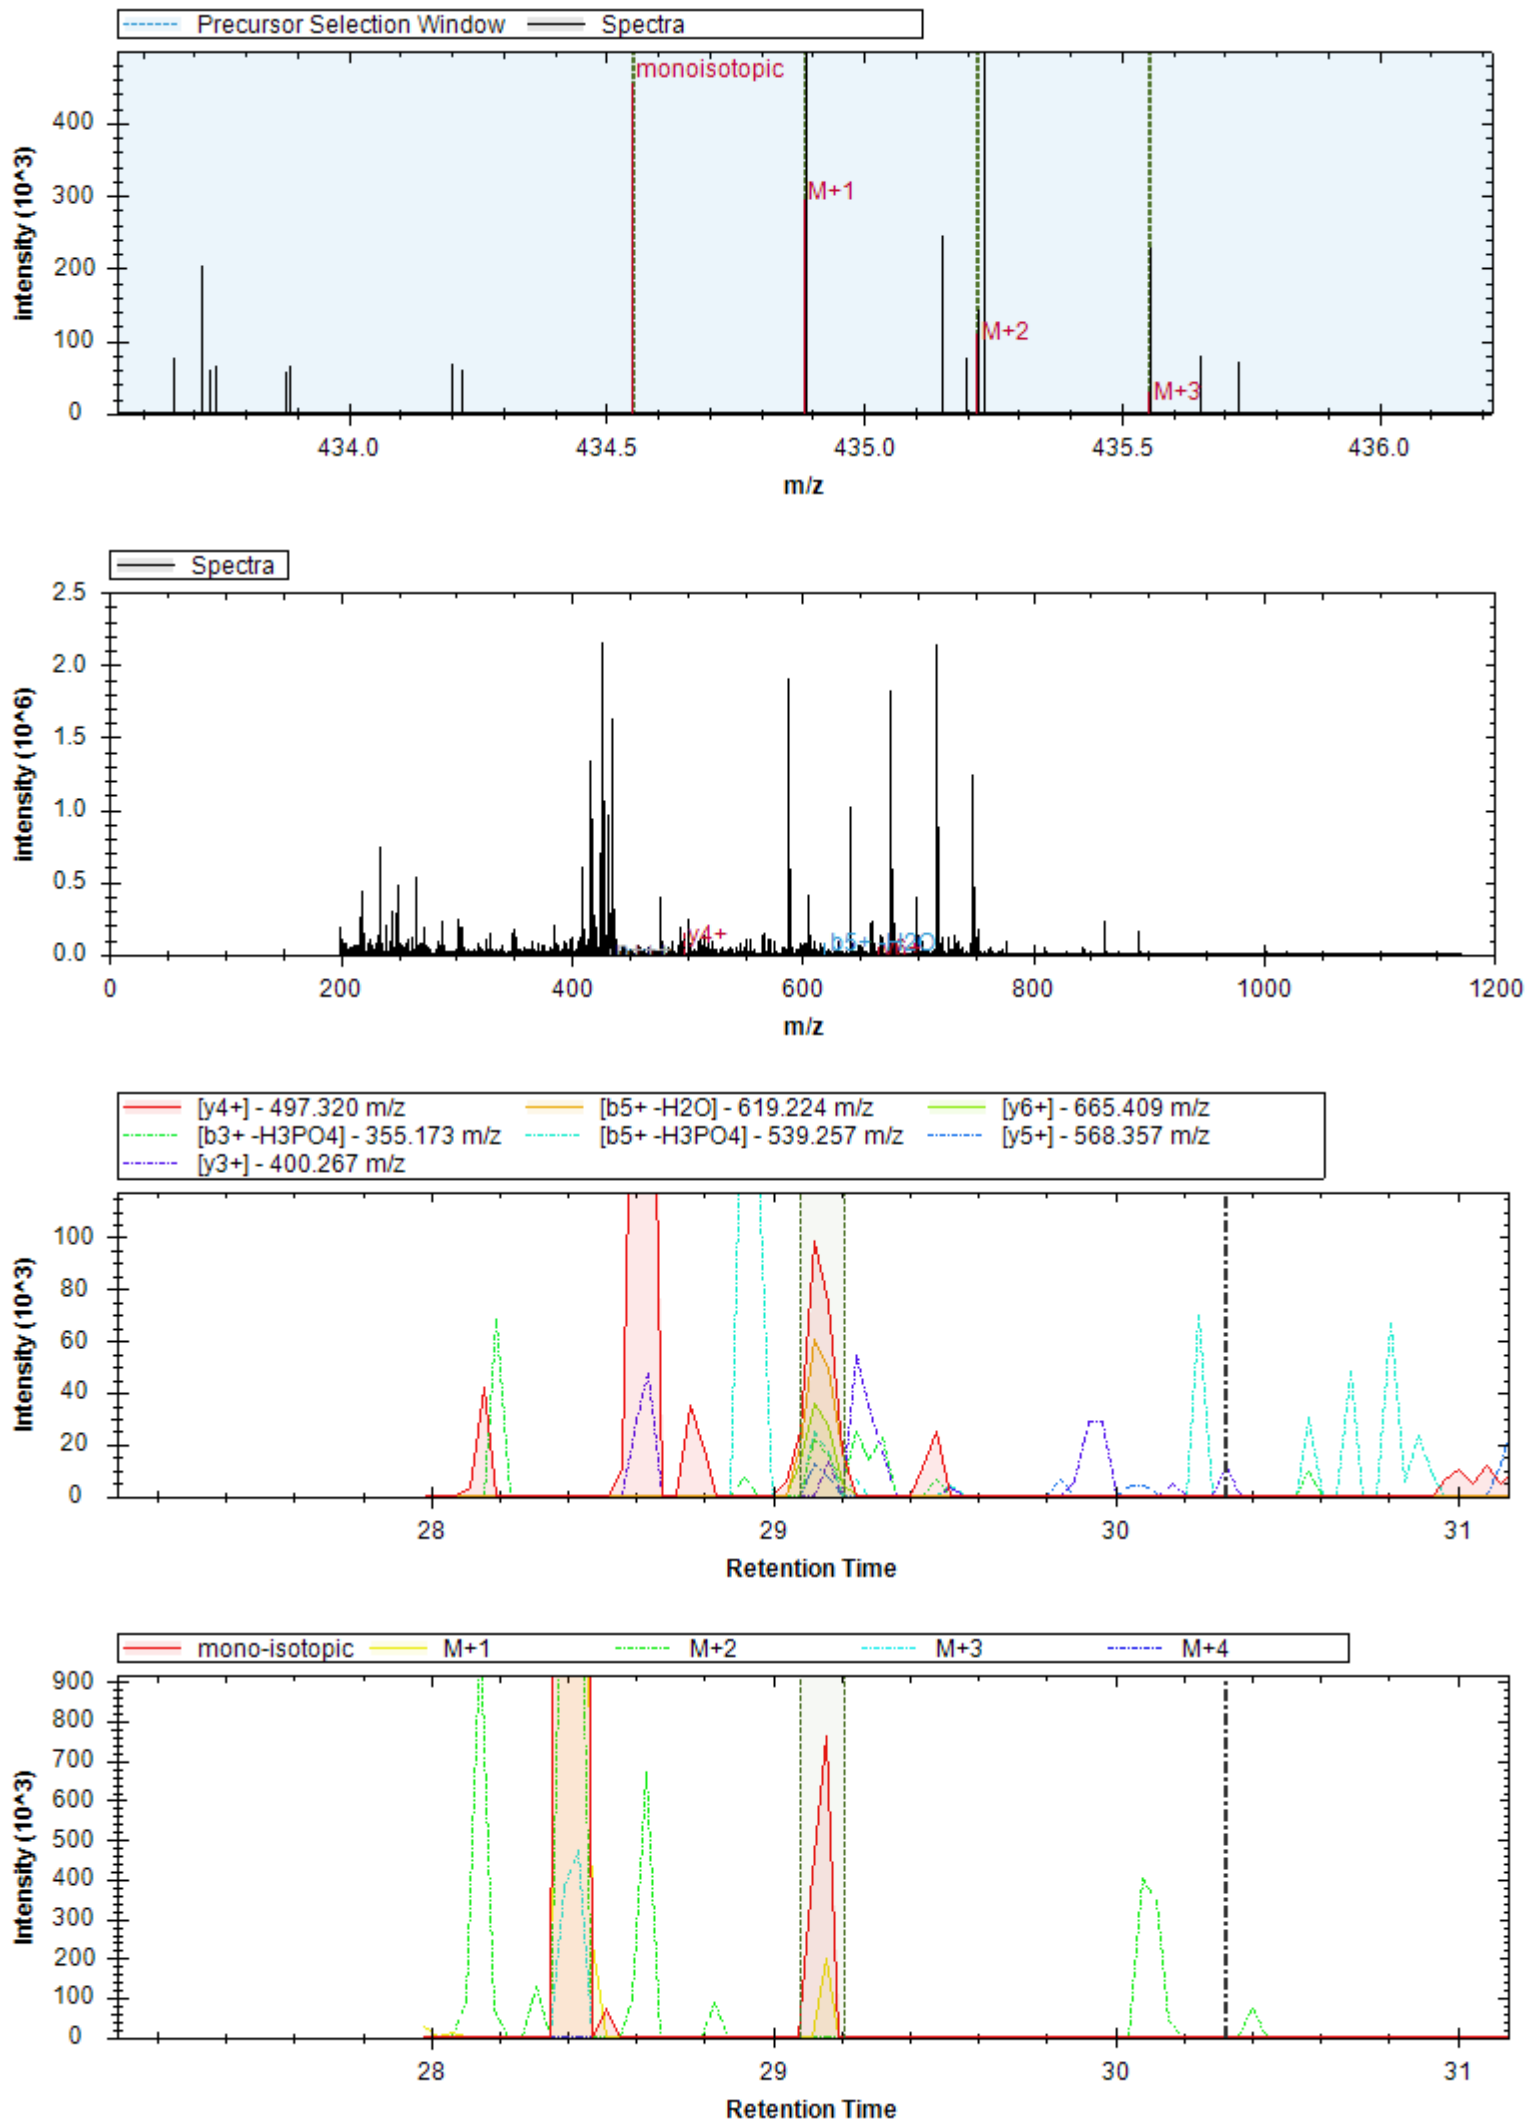 Precursor Selection Window Spectra
monoisotopic
M+1
M+2
M+3
400
300
200
100
0
intensity (10^3)
434.0 434.5 435.0 435.5 436.0
m/z
Spectra
2.5
2.0
1.5
1.0
0.5
0.0
intensity (10^6)
y4+
b5+ -H2O
0 200 400 600 800 1000 1200
m/z
[y4+] - 497.320 m/z [b5+ -H2O] - 619.224 m/z [y6+] - 665.409 m/z
[b3+ -H3PO4] - 355.173 m/z [b5+ -H3PO4] - 539.257 m/z [y5+] - 568.357 m/z
[y3+] - 400.267 m/z
100
80
60
40
20
0
Intensity (10^3)
28 29 30 31
Retention Time
mono-isotopic M+1 M+2 M+3 M+4
900
800
700
600
500
400
300
200
100
0
Intensity (10^3)
28 29 30 31
Retention Time